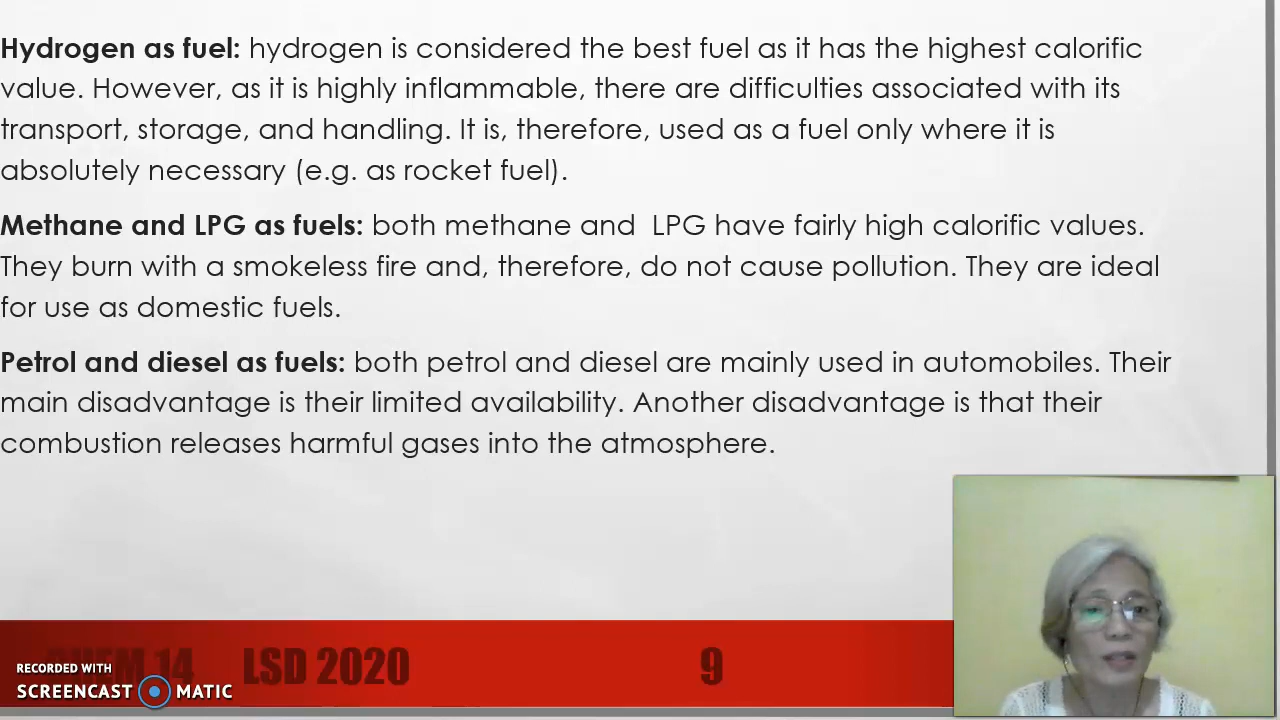 Hydrogen as fuel: hydrogen is considered the best fuel as it has the highest calorific
value. However, as it is highly inflammable, there are difficulties associated with its
transport, storage, and handling. It is, therefore, used as a fuel only where it is
absolutely necessary (e.g. as rocket fuel).
Methane and LPG as fuels: both methane and  LPG have fairly high calorific values.
They burn with a smokeless fire and, therefore, do not cause pollution. They are ideal
for use as domestic fuels.
Petrol and diesel as fuels: both petrol and diesel are mainly used in automobiles. Their
main disadvantage is their limited availability. Another disadvantage is that their
combustion releases harmful gases into the atmosphere.
CHEM 14 LSD 2020 9
RECORDED WITH
SCREENCAST MATIC